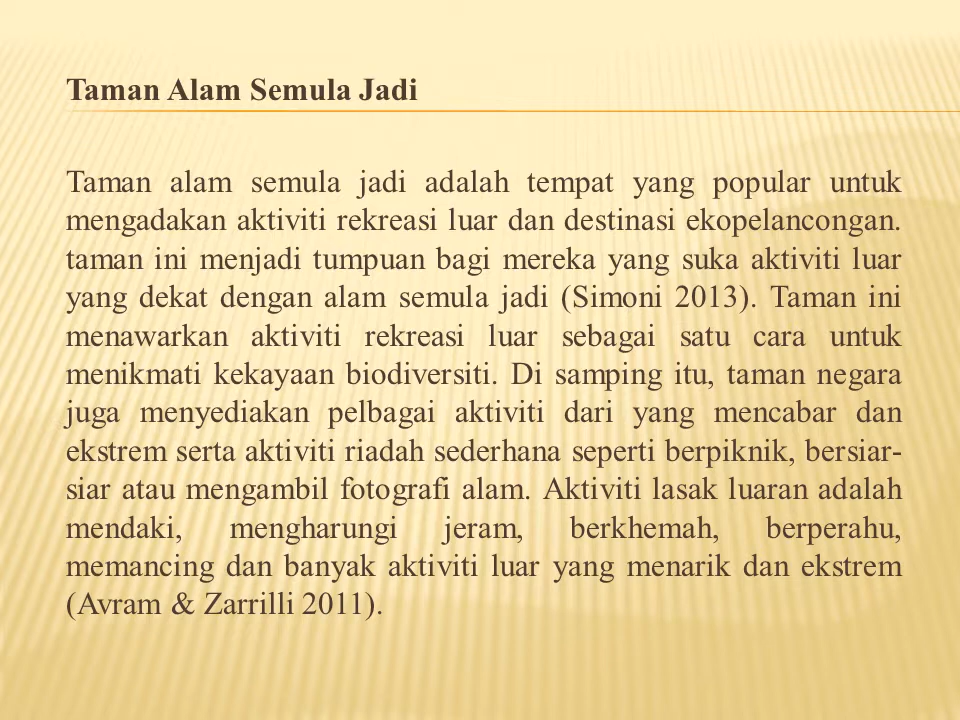 Taman Alam Semula Jadi
Taman alam semula jadi adalah tempat yang popular untuk
mengadakan aktiviti rekreasi luar dan destinasi ekopelancongan.
taman ini menjadi tumpuan bagi mereka yang suka aktiviti luar
yang dekat dengan alam semula jadi (Simoni 2013). Taman ini
menawarkan aktiviti rekreasi luar sebagai satu cara untuk
menikmati kekayaan biodiversiti. Di samping itu, taman negara
juga menyediakan pelbagai aktiviti dari yang mencabar dan
ekstrem serta aktiviti riadah sederhana seperti berpiknik, bersiar-
siar atau mengambil fotografi alam. Aktiviti lasak luaran adalah
mendaki, mengharungi jeram, berkhemah, berperahu,
memancing dan banyak aktiviti luar yang menarik dan ekstrem
(Avram & Zarrilli 2011).